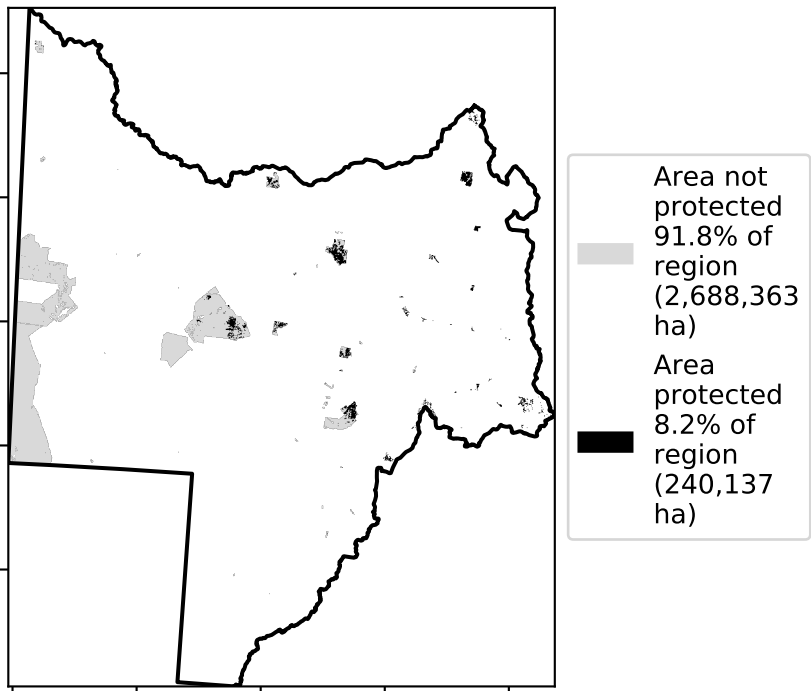 Area not
protected
91.8% of
region
(2,688,363
ha)
Area
protected
8.2% of
region
(240,137
ha)